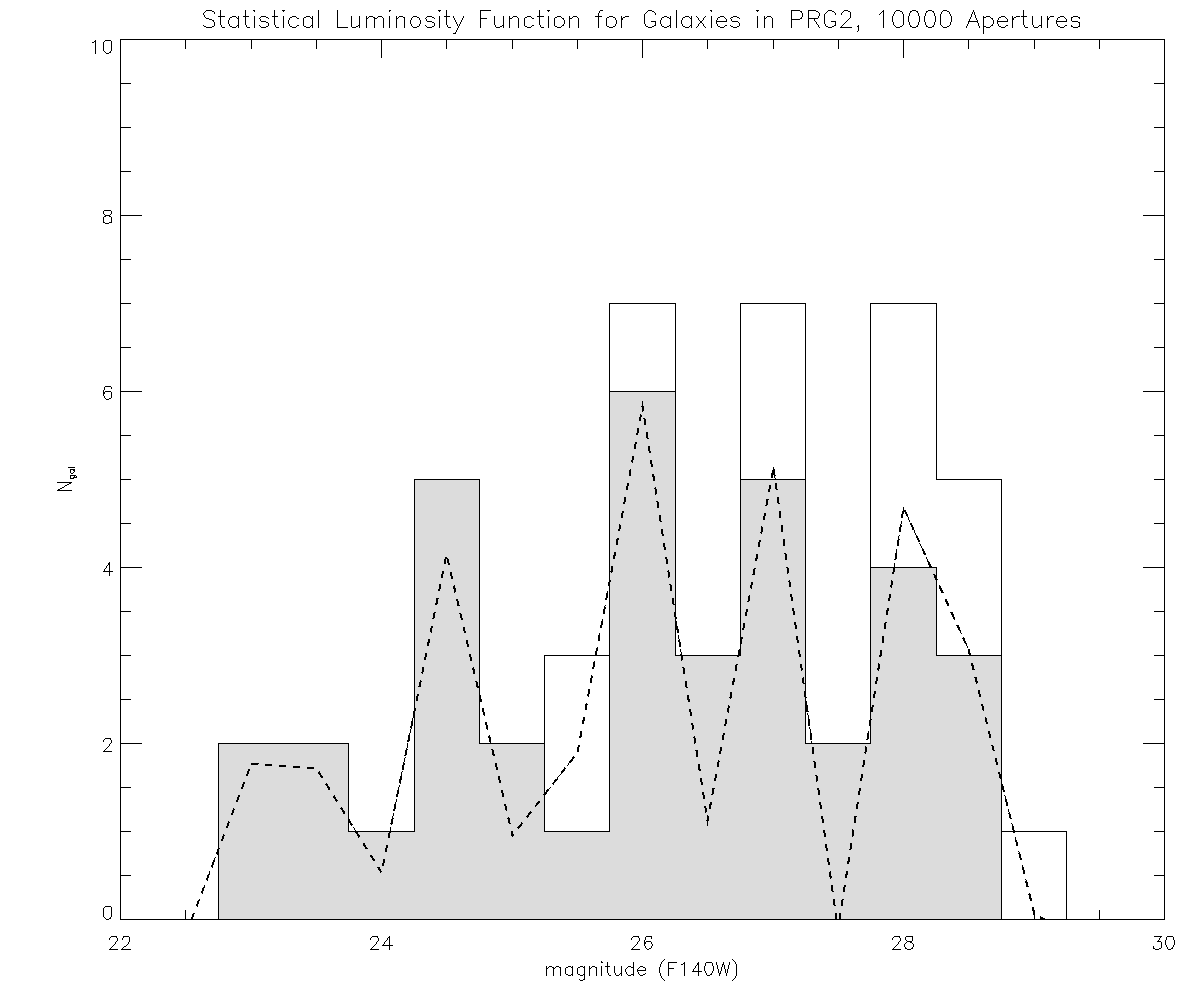 Statistical Luminosity Function for Galaxies in PRG2, 10000 Apertures
10
8
6
4
2
0
N_gal
22 24 26 28 30
magnitude (F140W)